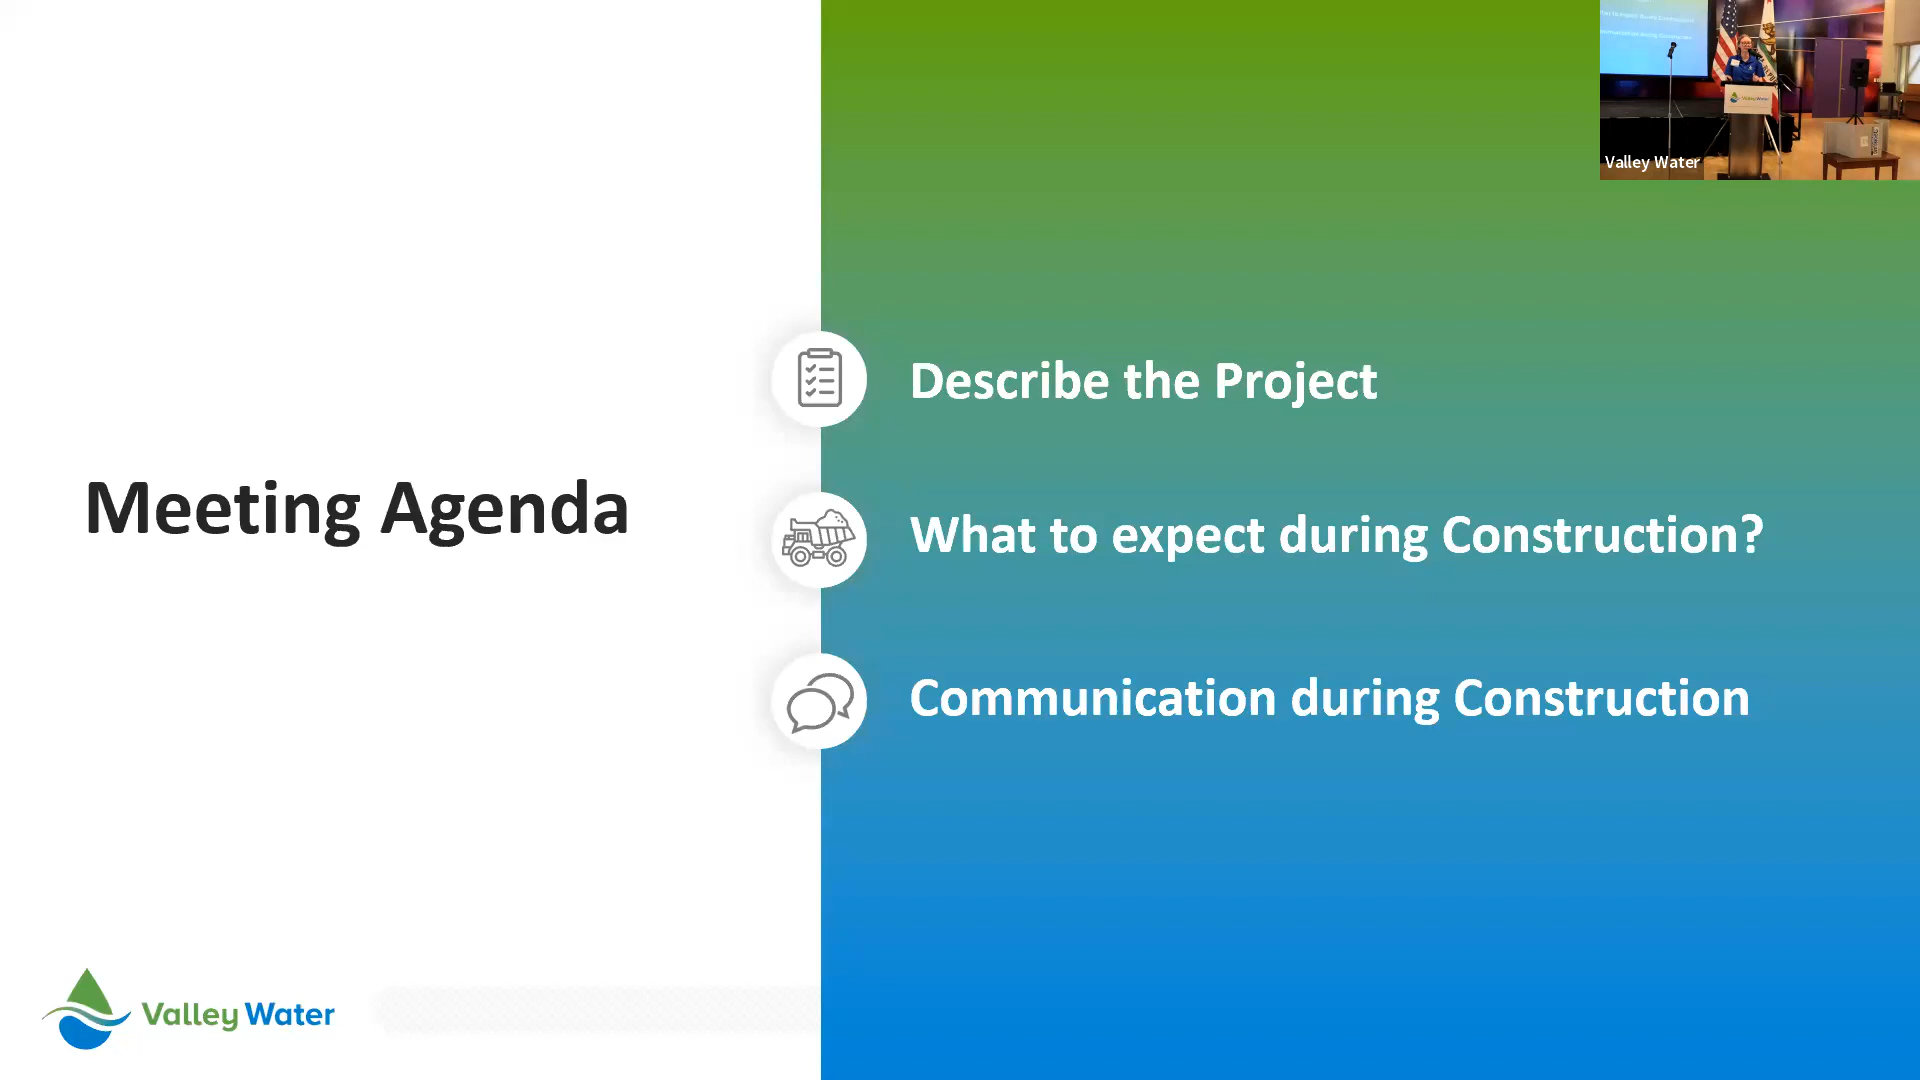 Meeting Agenda
Describe the Project
What to expect during Construction?
Communication during Construction
Valley Water
Valley Water